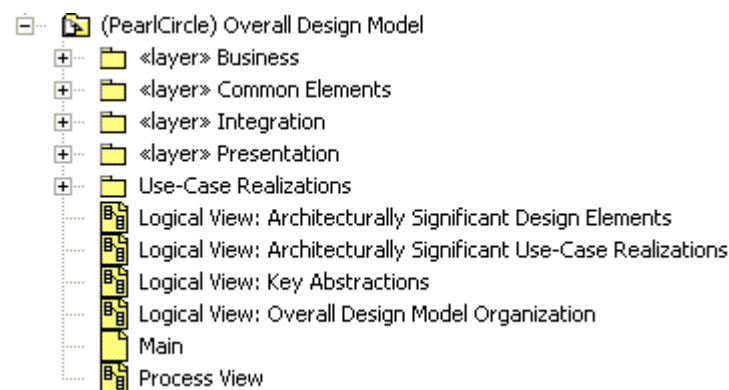 (PearlCircle) Overall Design Model
«layer» Business
«layer» Common Elements
«layer» Integration
«layer» Presentation
Use-Case Realizations
Logical View: Architecturally Significant Design Elements
Logical View: Architecturally Significant Use-Case Realizations
Logical View: Key Abstractions
Logical View: Overall Design Model Organization
Main
Process View